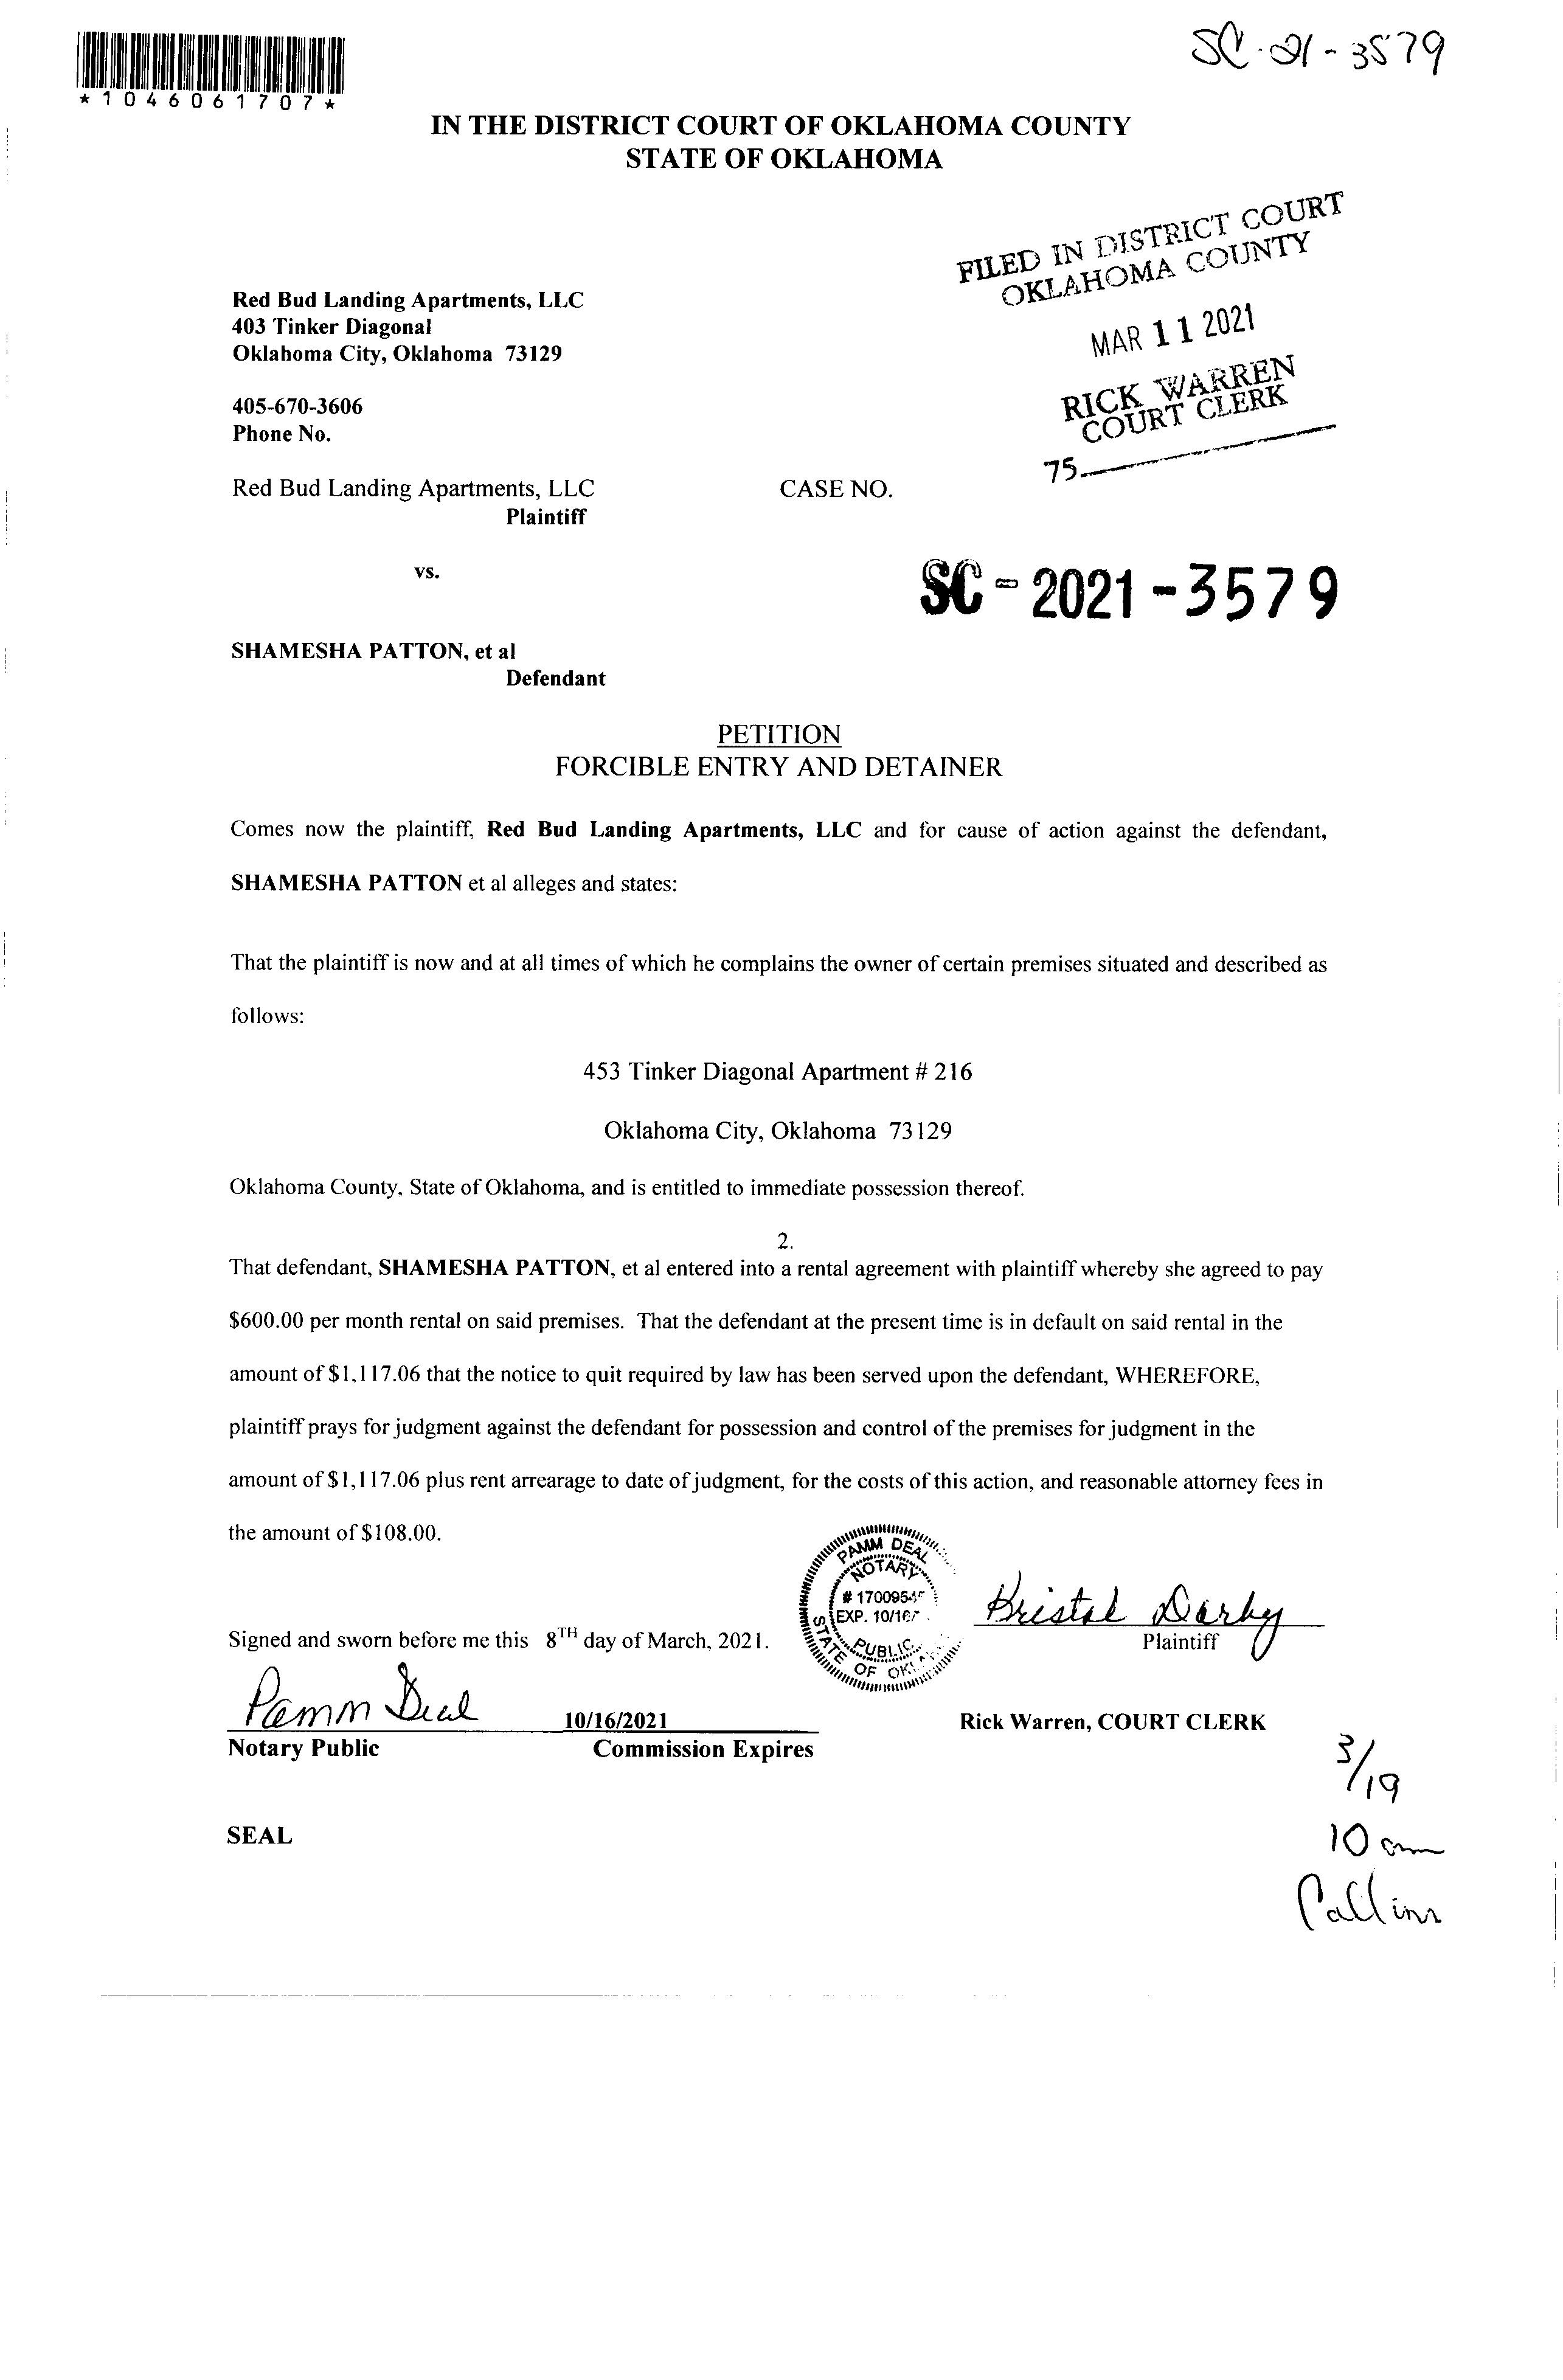 SC-21-3579
*1046061707*
IN THE DISTRICT COURT OF OKLAHOMA COUNTY
STATE OF OKLAHOMA
FILED IN DISTRICT COURT
OKLAHOMA COUNTY
MAR 11 2021
RICK WARREN
COURT CLERK
75
Red Bud Landing Apartments, LLC
403 Tinker Diagonal
Oklahoma City, Oklahoma 73129
405-670-3606
Phone No.
Red Bud Landing Apartments, LLC CASE NO.
Plaintiff
vs.
SC-2021-3579
SHAMESHA PATTON, et al
Defendant
PETITION
FORCIBLE ENTRY AND DETAINER
Comes now the plaintiff, Red Bud Landing Apartments, LLC and for cause of action against the defendant,
SHAMESHA PATTON et al alleges and states:
That the plaintiff is now and at all times of which he complains the owner of certain premises situated and described as
follows:
453 Tinker Diagonal Apartment # 216
Oklahoma City, Oklahoma 73129
Oklahoma County, State of Oklahoma, and is entitled to immediate possession thereof.
2.
That defendant, SHAMESHA PATTON, et al entered into a rental agreement with plaintiff whereby she agreed to pay
$600.00 per month rental on said premises. That the defendant at the present time is in default on said rental in the
amount of $1,117.06 that the notice to quit required by law has been served upon the defendant, WHEREFORE,
plaintiff prays for judgment against the defendant for possession and control of the premises for judgment in the
amount of $1,117.06 plus rent arrearage to date of judgment, for the costs of this action, and reasonable attorney fees in
the amount of $108.00.
PAMM DEAL
NOTARY
EXP. 10/16/
PUBLIC
STATE OF
Kristal Darby
Plaintiff
Signed and sworn before me this 8TH day of March, 2021.
Pamm Deal 10/16/2021
Notary Public Commission Expires
Rick Warren, COURT CLERK
3/19
10 am
SEAL